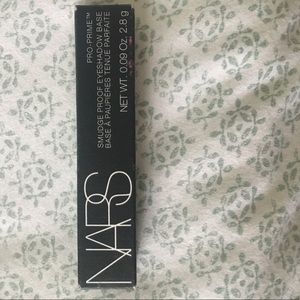 PRO-PRIME™
SMUDGE PROOF EYESHADOW BASE
BASE À PAUPIÈRES TENUE PARFAITE
NET WT. 0.09 Oz. 2.8 g
NARS